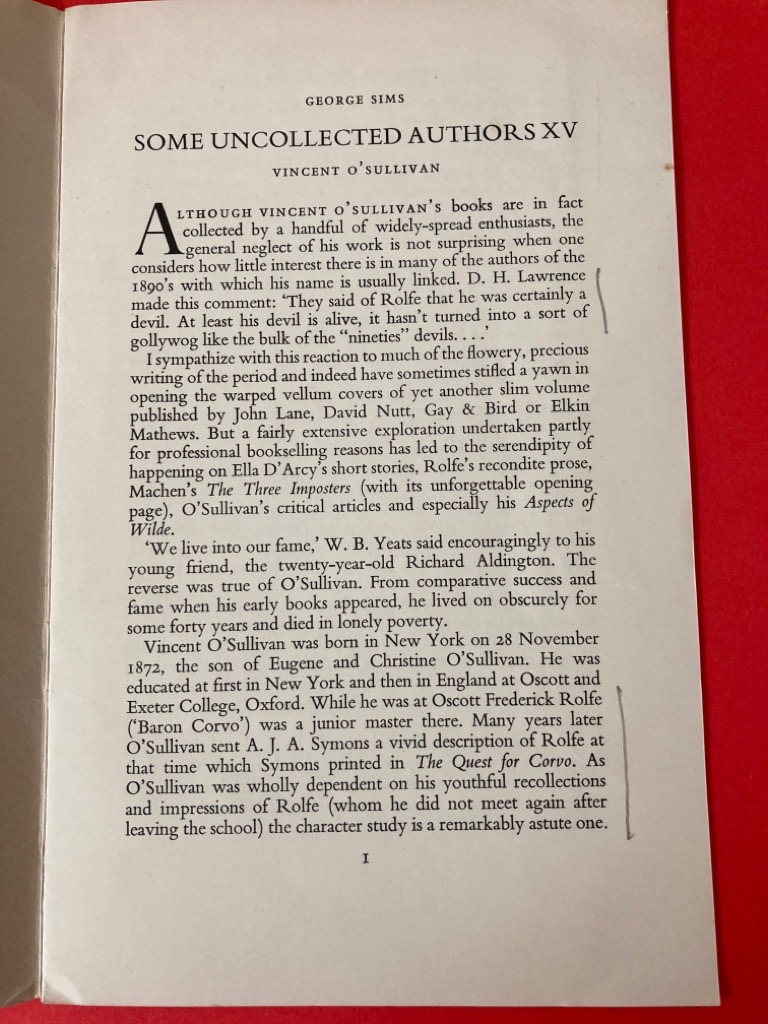 GEORGE SIMS
SOME UNCOLLECTED AUTHORS XV
VINCENT O'SULLIVAN
ALTHOUGH VINCENT O'SULLIVAN'S books are in fact
collected by a handful of widely-spread enthusiasts, the
general neglect of his work is not surprising when one
considers how little interest there is in many of the authors of the
1890's with which his name is usually linked. D. H. Lawrence
made this comment: 'They said of Rolfe that he was certainly a
devil. At least his devil is alive, it hasn't turned into a sort of
gollywog like the bulk of the "nineties" devils. . . .'
I sympathize with this reaction to much of the flowery, precious
writing of the period and indeed have sometimes stifled a yawn in
opening the warped vellum covers of yet another slim volume
published by John Lane, David Nutt, Gay & Bird or Elkin
Mathews. But a fairly extensive exploration undertaken partly
for professional bookselling reasons has led to the serendipity of
happening on Ella D'Arcy's short stories, Rolfe's recondite prose,
Machen's The Three Imposters (with its unforgettable opening
page), O'Sullivan's critical articles and especially his Aspects of
Wilde.
'We live into our fame,' W. B. Yeats said encouragingly to his
young friend, the twenty-year-old Richard Aldington. The
reverse was true of O'Sullivan. From comparative success and
fame when his early books appeared, he lived on obscurely for
some forty years and died in lonely poverty.
Vincent O'Sullivan was born in New York on 28 November
1872, the son of Eugene and Christine O'Sullivan. He was
educated at first in New York and then in England at Oscott and
Exeter College, Oxford. While he was at Oscott Frederick Rolfe
('Baron Corvo') was a junior master there. Many years later
O'Sullivan sent A. J. A. Symons a vivid description of Rolfe at
that time which Symons printed in The Quest for Corvo. As
O'Sullivan was wholly dependent on his youthful recollections
and impressions of Rolfe (whom he did not meet again after
leaving the school) the character study is a remarkably astute one.
1